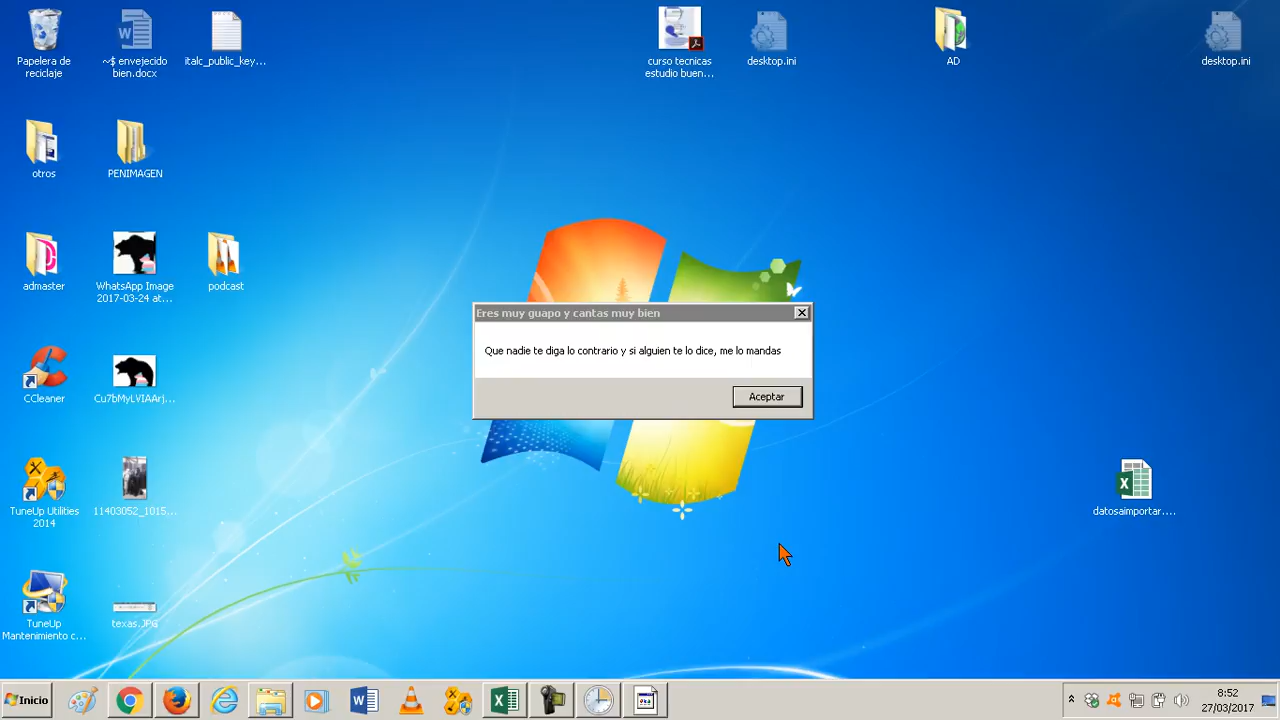 Papelera de
reciclaje
~$ envejecido
bien.docx
italc_public_key...
curso tecnicas
estudio buen...
desktop.ini
AD
desktop.ini
otros
PENIMAGEN
admaster
WhatsApp Image
2017-03-24 at...
podcast
Eres muy guapo y cantas muy bien
Que nadie te diga lo contrario y si alguien te lo dice, me lo mandas
Aceptar
CCleaner
Cu7bMyLVIAArj...
TuneUp Utilities
2014
11403052_1015...
datosaimportar....
TuneUp
Mantenimiento c...
texas.JPG
Inicio
8:52
27/03/2017